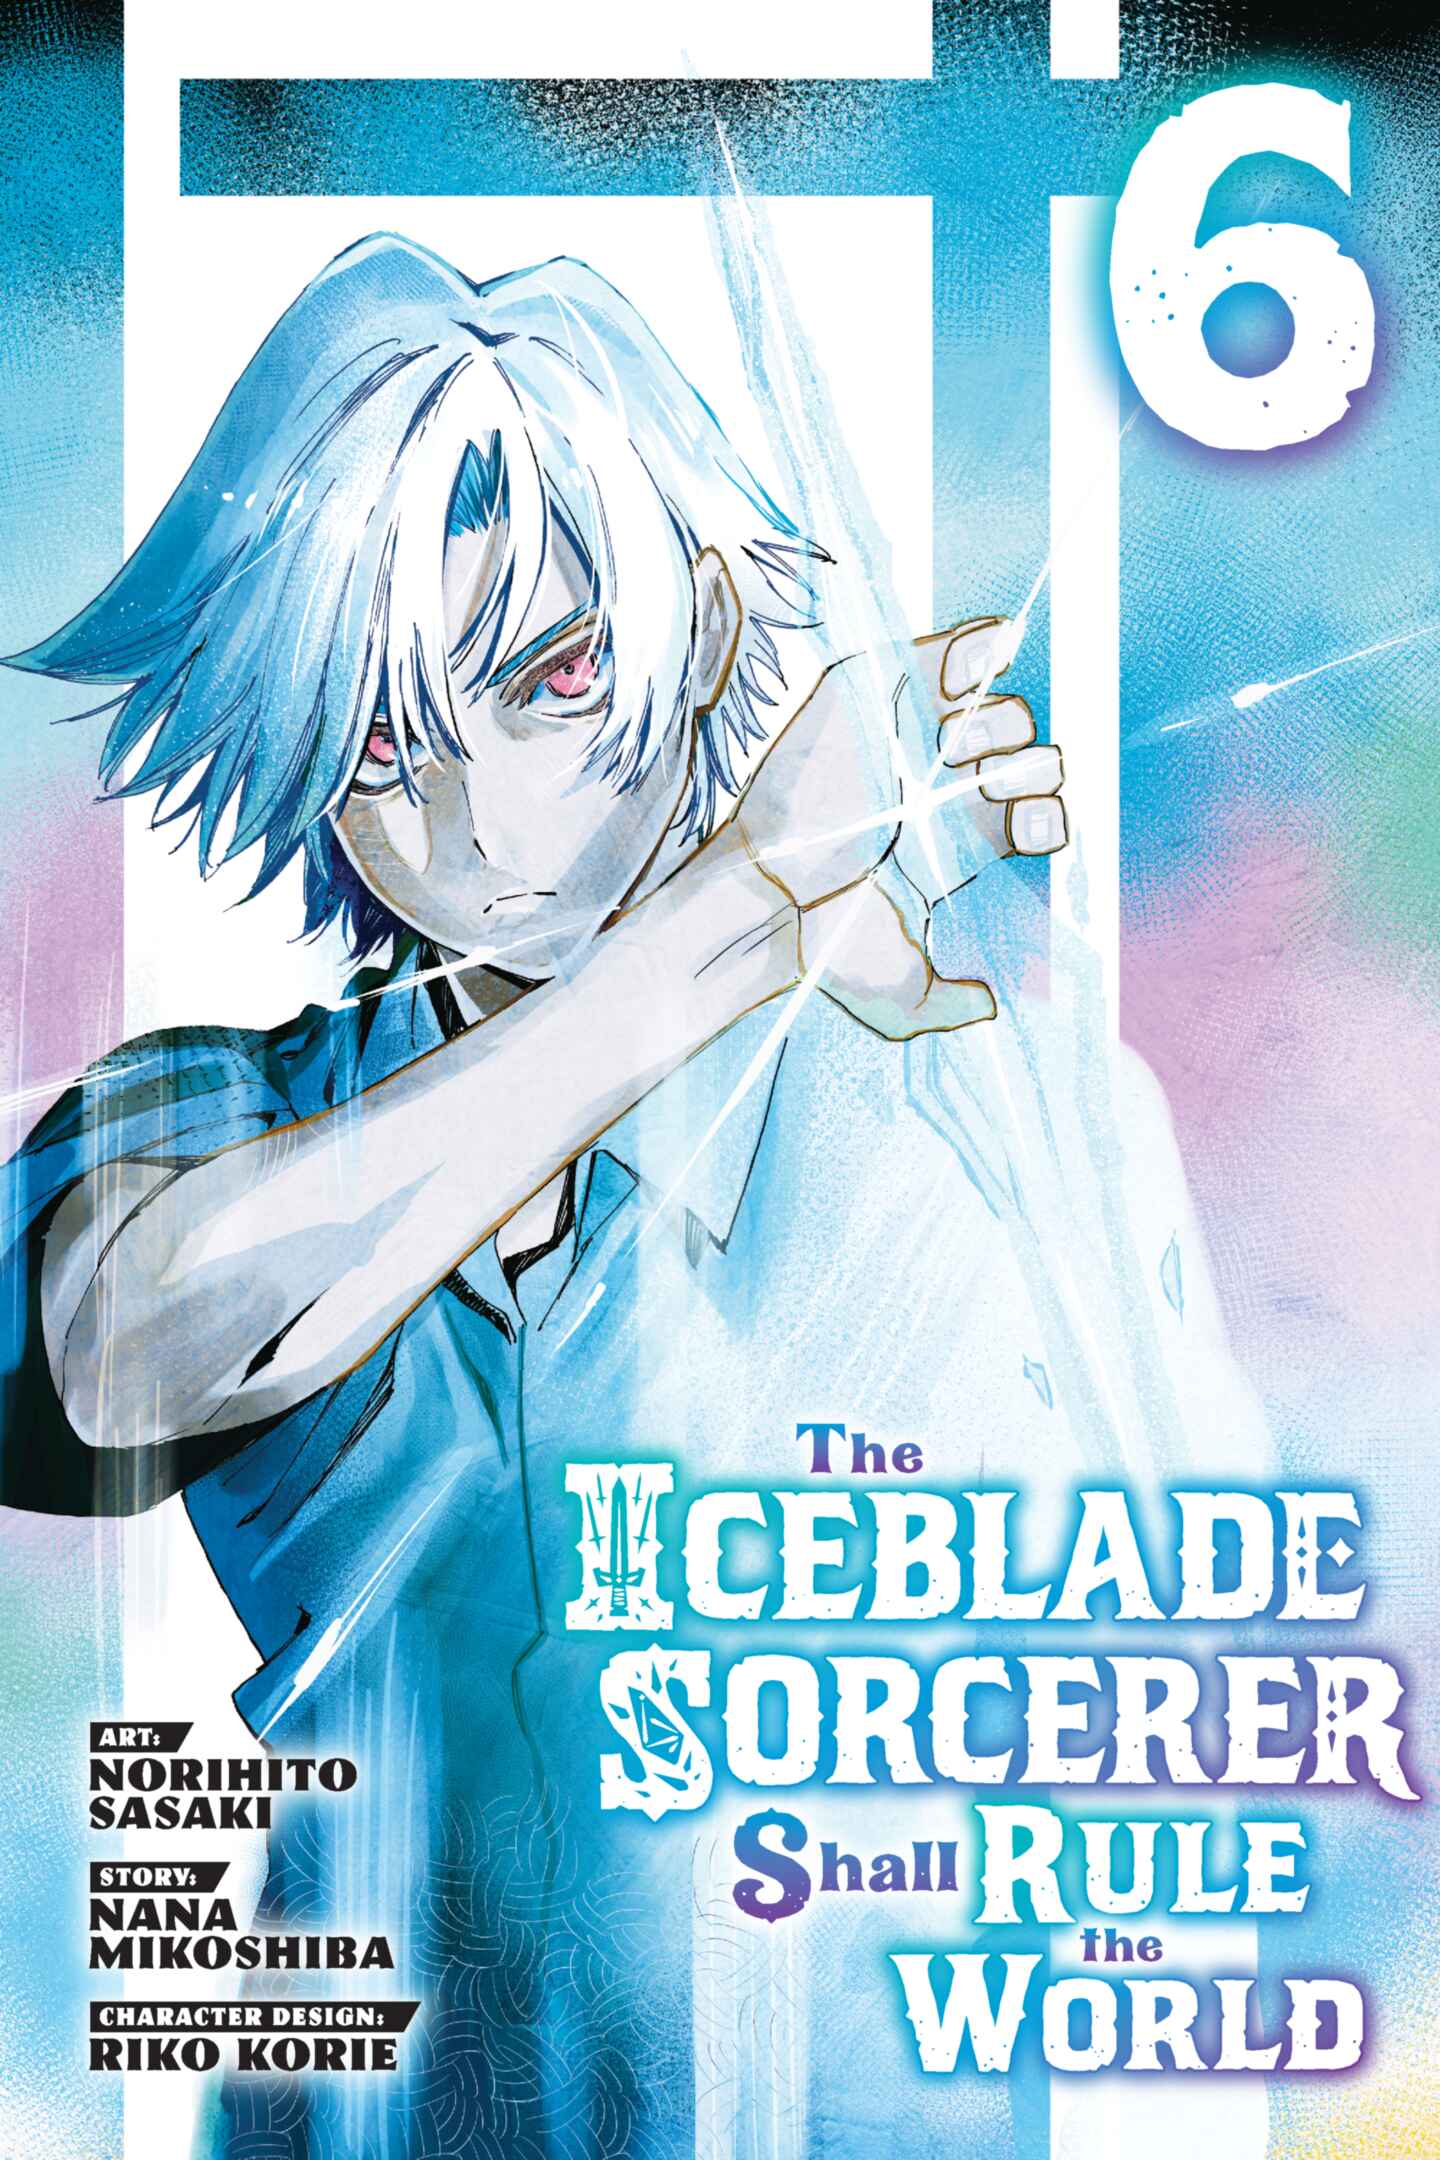 6
The
ICEBLADE
SORCERER
Shall RULE
the
WORLD
ART:
NORIHITO
SASAKI
STORY:
NANA
MIKOSHIBA
CHARACTER DESIGN:
RIKO KORIE